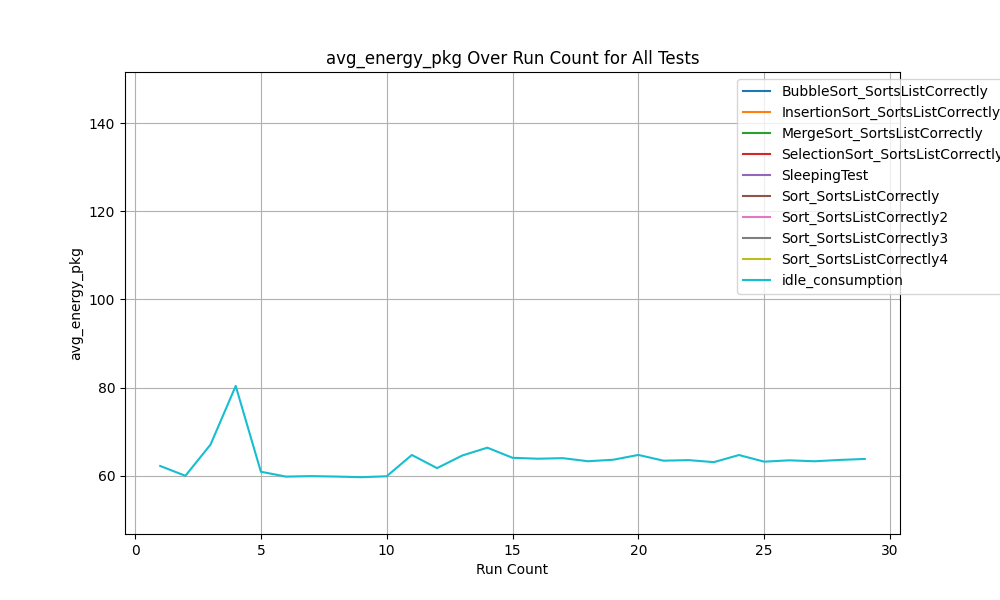 avg_energy_pkg Over Run Count for All Tests
BubbleSort_SortsListCorrectly
InsertionSort_SortsListCorrectly
MergeSort_SortsListCorrectly
SelectionSort_SortsListCorrectly
SleepingTest
Sort_SortsListCorrectly
Sort_SortsListCorrectly2
Sort_SortsListCorrectly3
Sort_SortsListCorrectly4
idle_consumption
avg_energy_pkg
140
120
100
80
60
0 5 10 15 20 25 30
Run Count